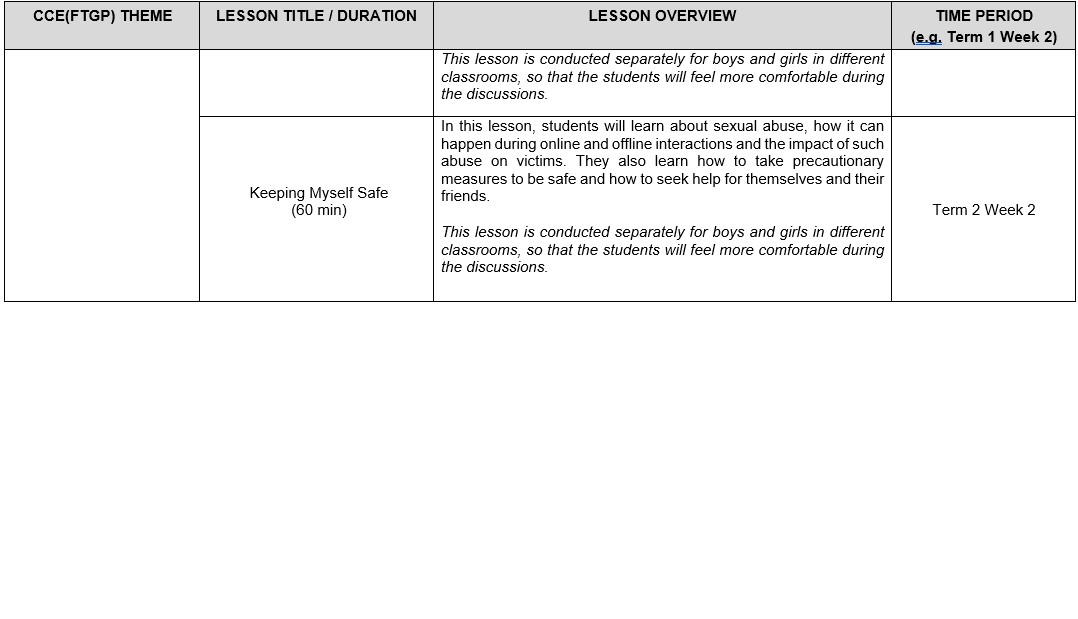 CCE(FTGP) THEME
LESSON TITLE / DURATION
LESSON OVERVIEW
TIME PERIOD
(e.g. Term 1 Week 2)
This lesson is conducted separately for boys and girls in different
classrooms, so that the students will feel more comfortable during
the discussions.
Keeping Myself Safe
(60 min)
In this lesson, students will learn about sexual abuse, how it can
happen during online and offline interactions and the impact of such
abuse on victims. They also learn how to take precautionary
measures to be safe and how to seek help for themselves and their
friends.
This lesson is conducted separately for boys and girls in different
classrooms, so that the students will feel more comfortable during
the discussions.
Term 2 Week 2